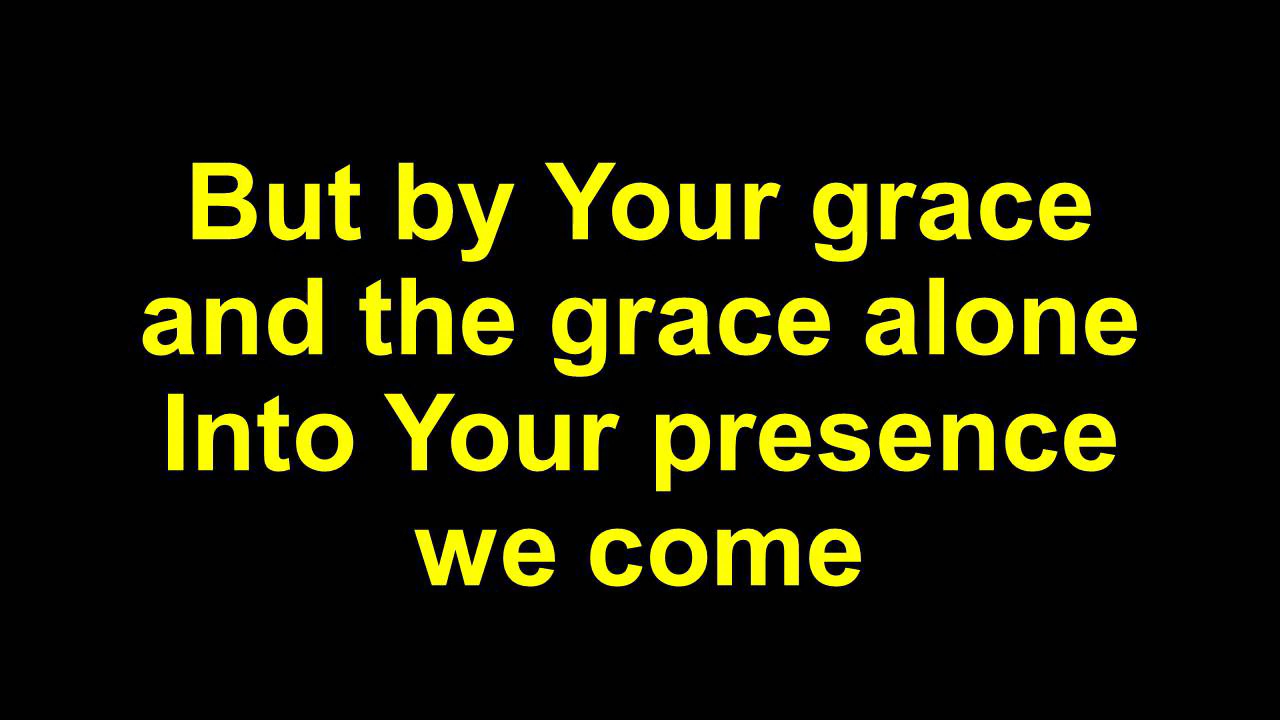 But by Your grace
and the grace alone
Into Your presence
we come